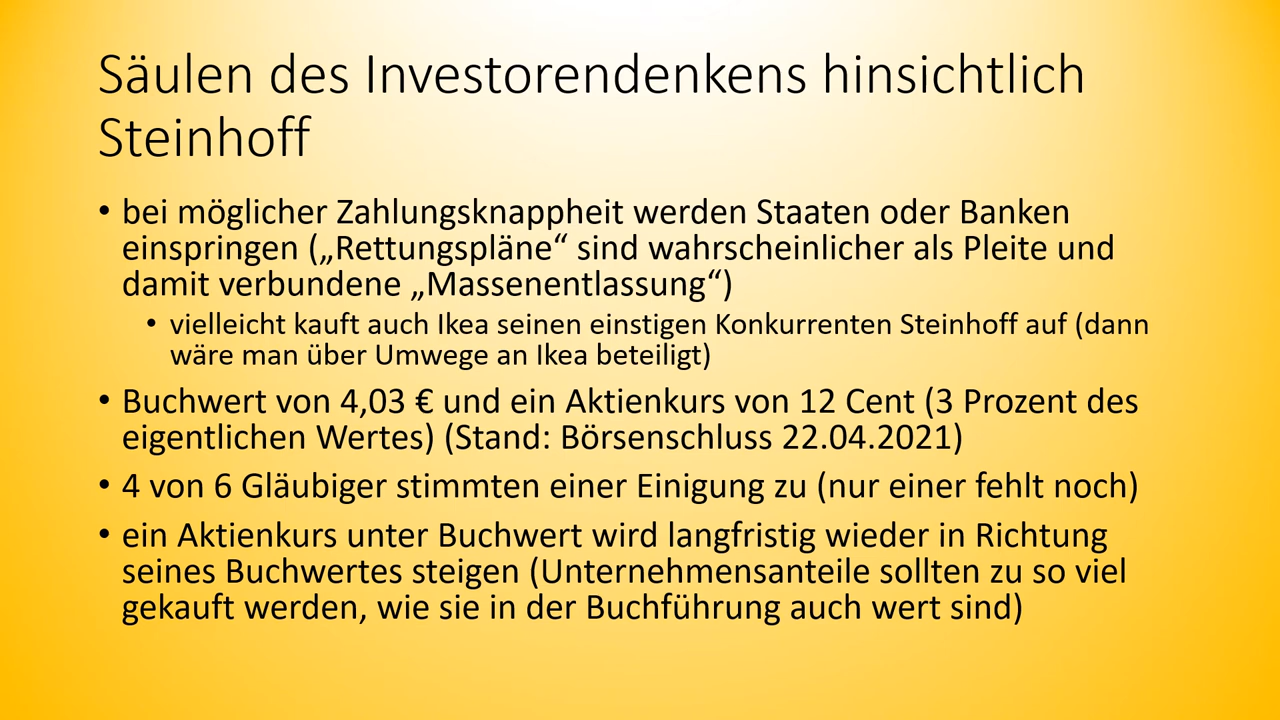 Säulen des Investorendenkens hinsichtlich
Steinhoff
• bei möglicher Zahlungsknappheit werden Staaten oder Banken
einspringen („Rettungspläne“ sind wahrscheinlicher als Pleite und
damit verbundene „Massenentlassung“)
• vielleicht kauft auch Ikea seinen einstigen Konkurrenten Steinhoff auf (dann
wäre man über Umwege an Ikea beteiligt)
• Buchwert von 4,03 € und ein Aktienkurs von 12 Cent (3 Prozent des
eigentlichen Wertes) (Stand: Börsenschluss 22.04.2021)
• 4 von 6 Gläubiger stimmten einer Einigung zu (nur einer fehlt noch)
• ein Aktienkurs unter Buchwert wird langfristig wieder in Richtung
seines Buchwertes steigen (Unternehmensanteile sollten zu so viel
gekauft werden, wie sie in der Buchführung auch wert sind)